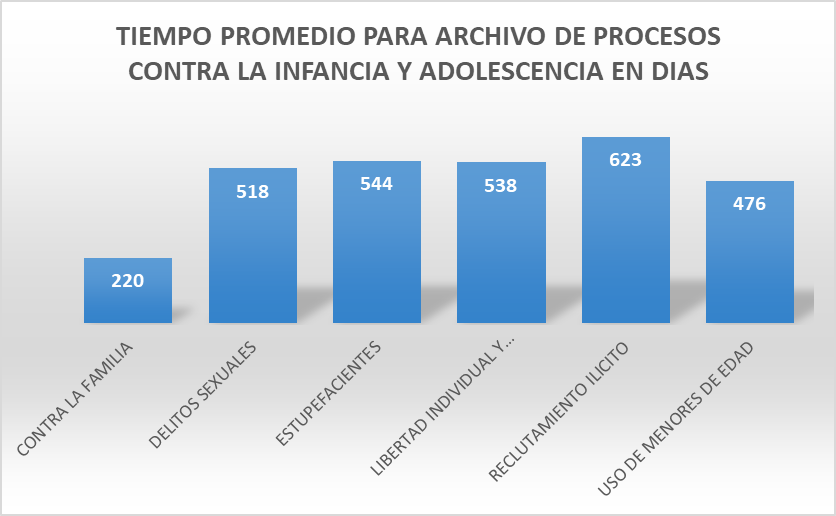 TIEMPO PROMEDIO PARA ARCHIVO DE PROCESOS
CONTRA LA INFANCIA Y ADOLESCENCIA EN DIAS
220
518
544
538
623
476
CONTRA LA FAMILIA
DELITOS SEXUALES
ESTUPEFACIENTES
LIBERTAD INDIVIDUAL Y…
RECLUTAMIENTO ILICITO
USO DE MENORES DE EDAD